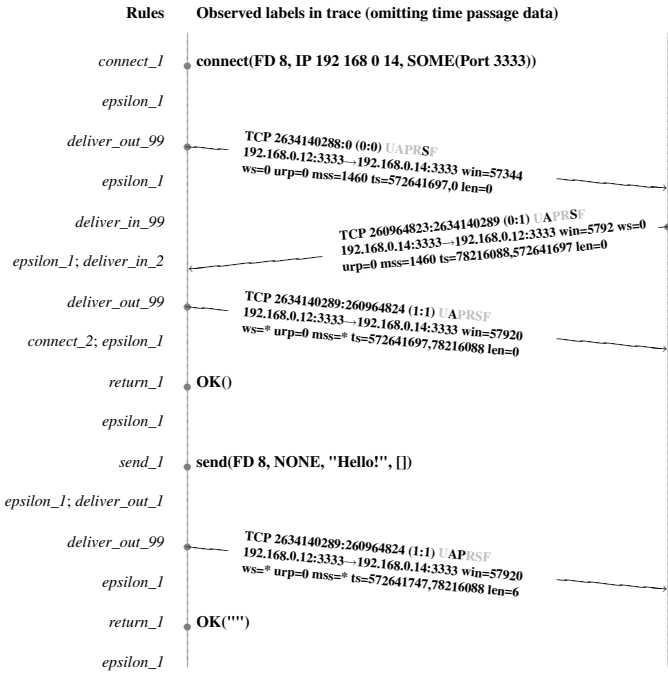 Rules Observed labels in trace (omitting time passage data)
connect_1 connect(FD 8, IP 192 168 0 14, SOME(Port 3333))
epsilon_1
deliver_out_99
TCP 2634140288:0 (0:0) UAPRSF
192.168.0.12:3333→192.168.0.14:3333 win=57344
ws=0 urp=0 mss=1460 ts=572641697,0 len=0
epsilon_1
deliver_in_99
TCP 260964823:2634140289 (0:1) UAPRSF
192.168.0.14:3333→192.168.0.12:3333 win=5792 ws=0
urp=0 mss=1460 ts=78216088,572641697 len=0
epsilon_1; deliver_in_2
deliver_out_99
TCP 2634140289:260964824 (1:1) UAPRSF
192.168.0.12:3333→192.168.0.14:3333 win=57920
ws=* urp=0 mss=* ts=572641697,78216088 len=0
connect_2; epsilon_1
return_1 OK()
epsilon_1
send_1 send(FD 8, NONE, "Hello!", [])
epsilon_1; deliver_out_1
deliver_out_99
TCP 2634140289:260964824 (1:1) UAPRSF
192.168.0.12:3333→192.168.0.14:3333 win=57920
ws=* urp=0 mss=* ts=572641747,78216088 len=6
epsilon_1
return_1 OK("")
epsilon_1